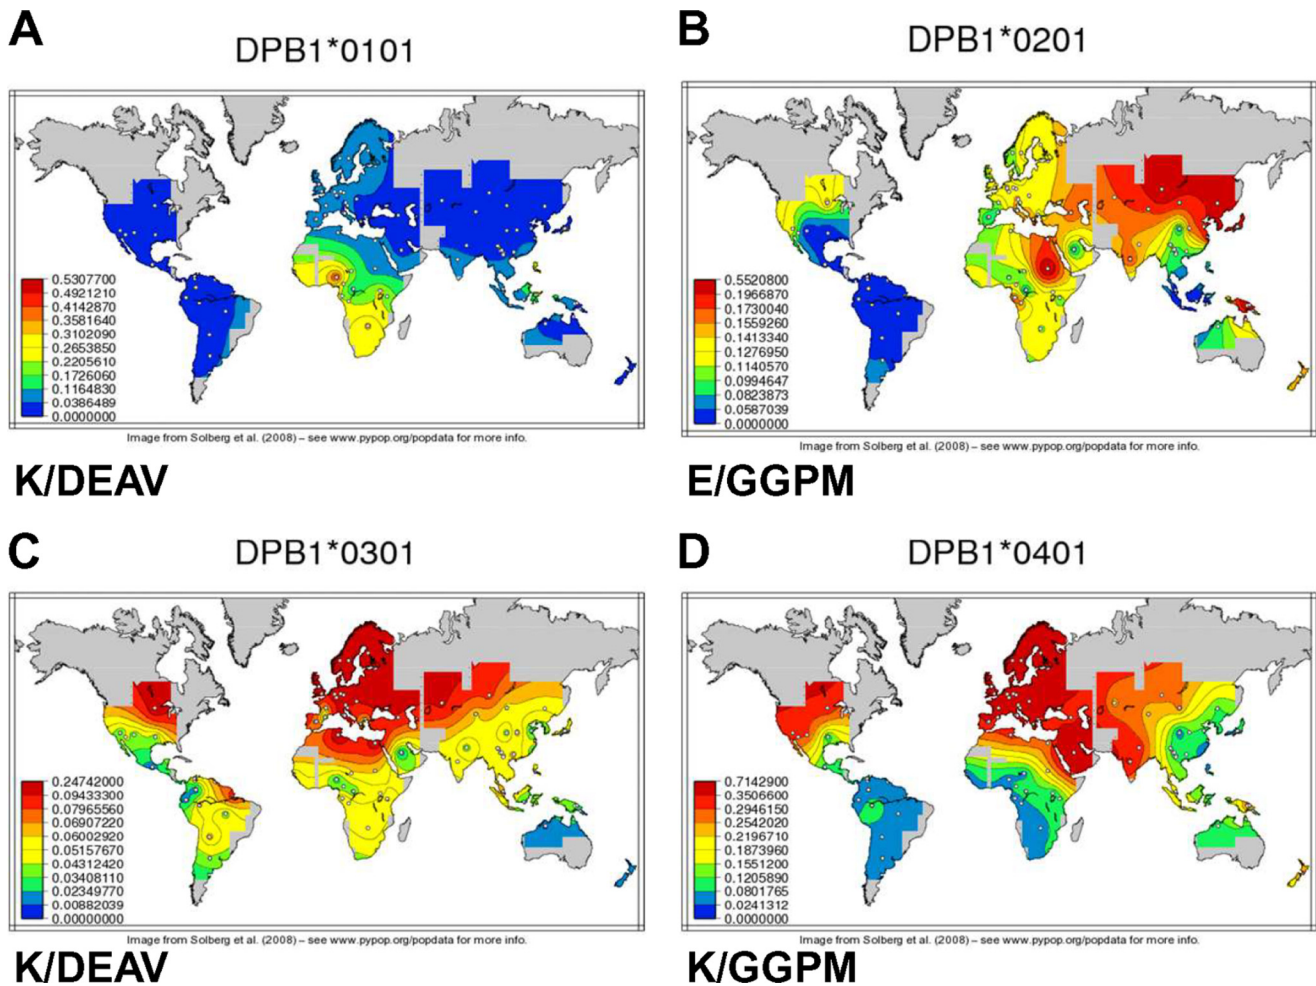 A
DPB1*0101
0.5307700
0.4921210
0.4142870
0.3581640
0.3102090
0.2653850
0.2205610
0.1726060
0.1164830
0.0386489
0.0000000
Image from Solberg et al. (2008) – see www.pypop.org/popdata for more info.
K/DEAV
B
DPB1*0201
0.5520800
0.1966870
0.1730040
0.1559260
0.1413340
0.1276950
0.1140570
0.0994647
0.0823873
0.0587039
0.0000000
Image from Solberg et al. (2008) – see www.pypop.org/popdata for more info.
E/GGPM
C
DPB1*0301
0.24742000
0.09433300
0.07965560
0.06907220
0.06002920
0.05157670
0.04312420
0.03408110
0.02349770
0.00882039
0.00000000
Image from Solberg et al. (2008) – see www.pypop.org/popdata for more info.
K/DEAV
D
DPB1*0401
0.7142900
0.3506600
0.2946150
0.2542020
0.2196710
0.1873960
0.1551200
0.1205890
0.0801765
0.0241312
0.0000000
Image from Solberg et al. (2008) – see www.pypop.org/popdata for more info.
K/GGPM